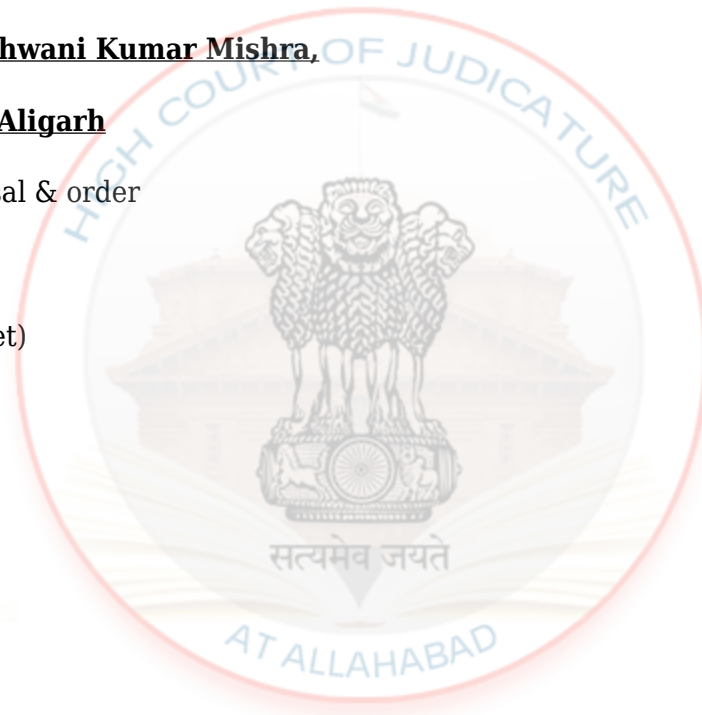 hwani Kumar Mishra,
HIGH COURT OF JUDICATURE
Aligarh
al & order
et)
सत्यमेव जयते
AT ALLAHABAD